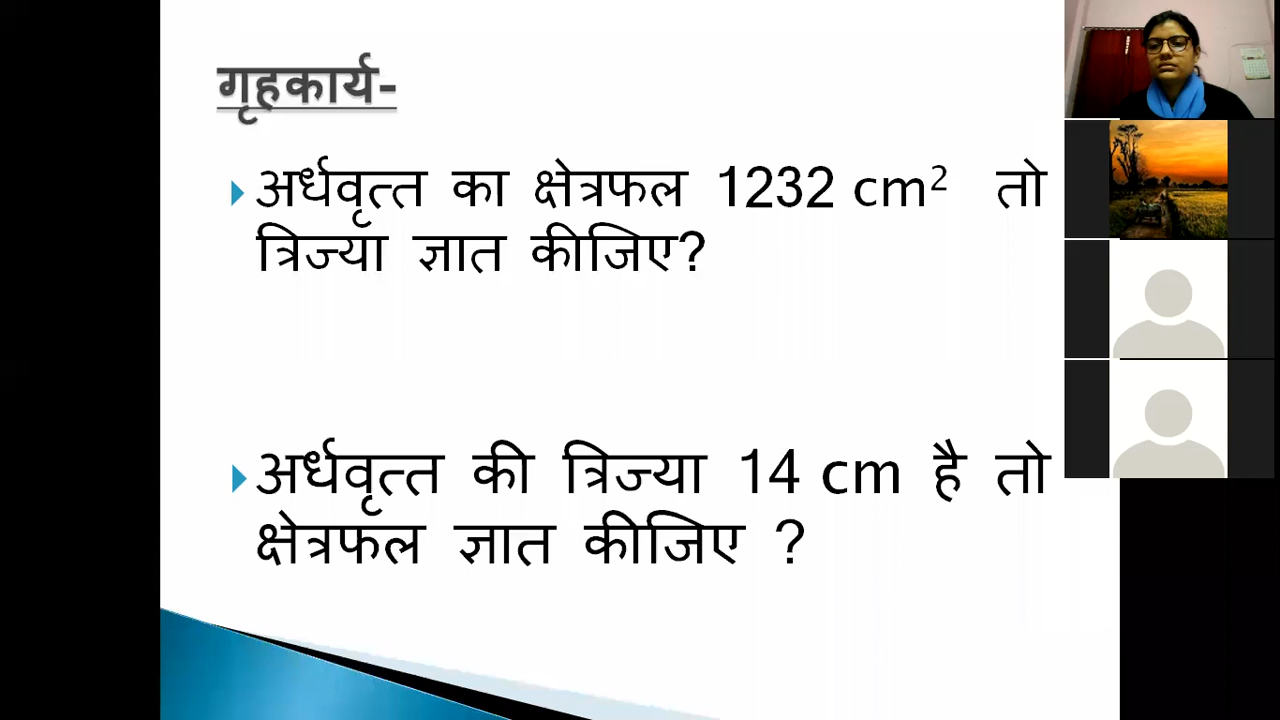 गृहकार्य-
अर्धवृत्त का क्षेत्रफल 1232 cm² तो
त्रिज्या ज्ञात कीजिए?
अर्धवृत्त की त्रिज्या 14 cm है तो
क्षेत्रफल ज्ञात कीजिए ?